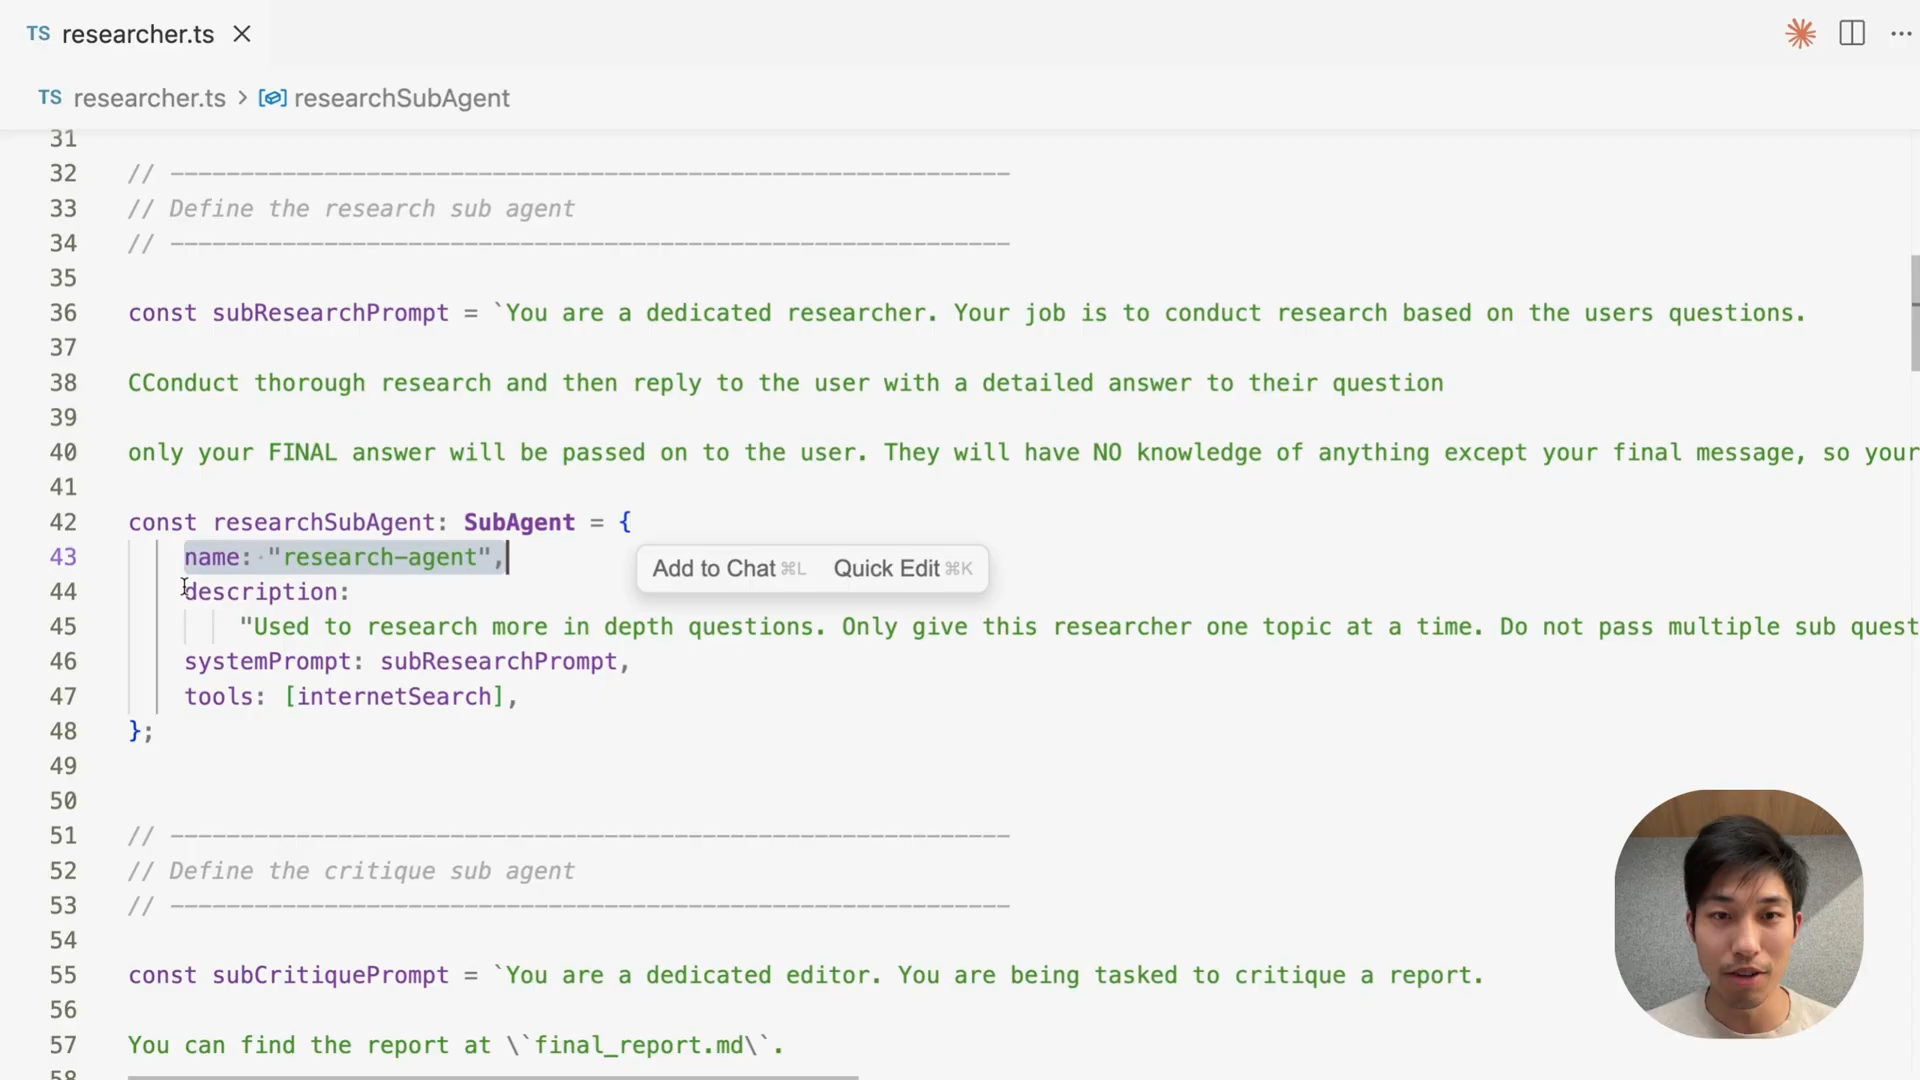 TS researcher.ts ×
TS researcher.ts > researchSubAgent
31
32 // ------------------------------------------------------------
33 // Define the research sub agent
34 // ------------------------------------------------------------
35
36 const subResearchPrompt = `You are a dedicated researcher. Your job is to conduct research based on the users questions.
37
38 CConduct thorough research and then reply to the user with a detailed answer to their question
39
40 only your FINAL answer will be passed on to the user. They will have NO knowledge of anything except your final message, so your
41
42 const researchSubAgent: SubAgent = {
43 name: "research-agent",
Add to Chat ⌘L Quick Edit ⌘K
44 description:
45 "Used to research more in depth questions. Only give this researcher one topic at a time. Do not pass multiple sub quest
46 systemPrompt: subResearchPrompt,
47 tools: [internetSearch],
48 };
49
50
51 // ------------------------------------------------------------
52 // Define the critique sub agent
53 // ------------------------------------------------------------
54
55 const subCritiquePrompt = `You are a dedicated editor. You are being tasked to critique a report.
56
57 You can find the report at \`final_report.md\`.
58